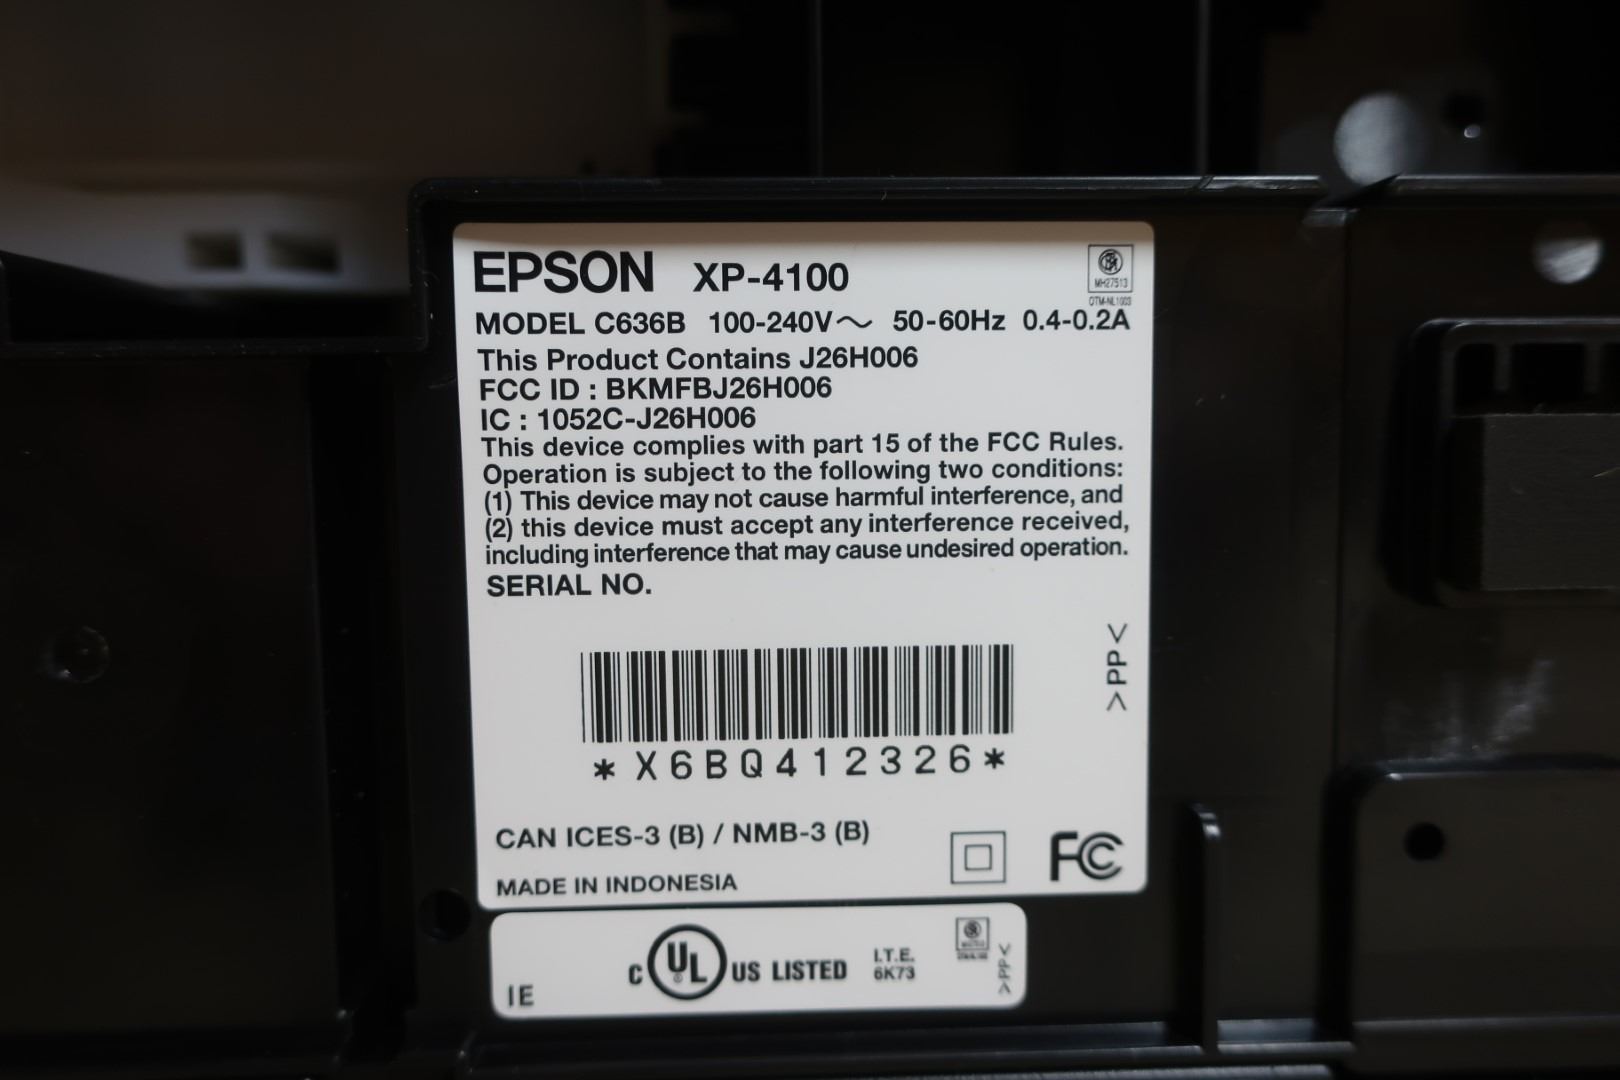 EPSON XP-4100
MH27513
OTM-NL1003
MODEL C636B 100-240V～ 50-60Hz 0.4-0.2A
This Product Contains J26H006
FCC ID : BKMFBJ26H006
IC : 1052C-J26H006
This device complies with part 15 of the FCC Rules.
Operation is subject to the following two conditions:
(1) This device may not cause harmful interference, and
(2) this device must accept any interference received,
including interference that may cause undesired operation.
SERIAL NO.
>PP<
*X6BQ412326*
CAN ICES-3 (B) / NMB-3 (B)
FC
MADE IN INDONESIA
C UL US LISTED
I.T.E.
6K73
>PP<
IE